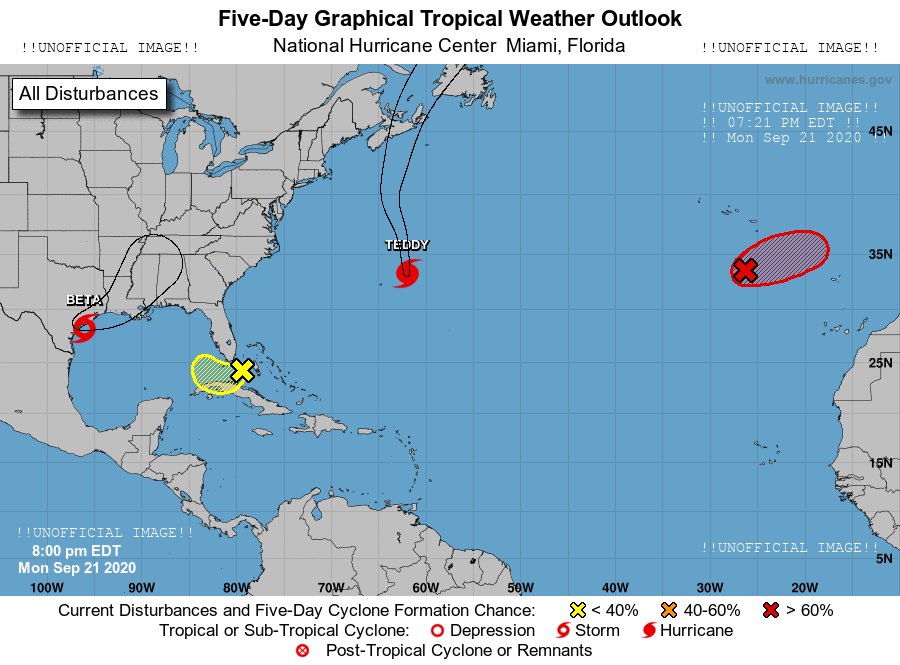 Five-Day Graphical Tropical Weather Outlook
!!UNOFFICIAL IMAGE!! National Hurricane Center  Miami, Florida !!UNOFFICIAL IMAGE!!
www.hurricanes.gov
All Disturbances
!!UNOFFICIAL IMAGE!!
!! 07:21 PM EDT !!
!! Mon Sep 21 2020 !!
45N
TEDDY
35N
BETA
25N
15N
!!UNOFFICIAL IMAGE!!
8:00 pm EDT
Mon Sep 21 2020
!!UNOFFICIAL IMAGE!!
5N
100W 90W 80W 70W 60W 50W 40W 30W 20W
Current Disturbances and Five-Day Cyclone Formation Chance: < 40% 40-60% > 60%
Tropical or Sub-Tropical Cyclone: Depression Storm Hurricane
Post-Tropical Cyclone or Remnants